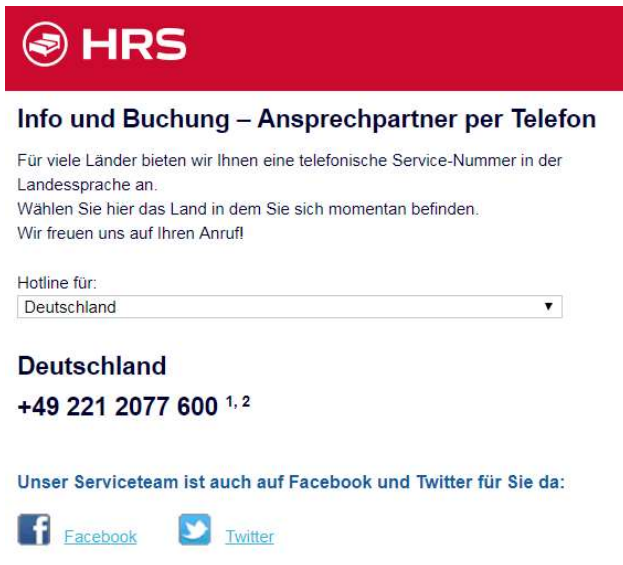 HRS
Info und Buchung – Ansprechpartner per Telefon
Für viele Länder bieten wir Ihnen eine telefonische Service-Nummer in der
Landessprache an.
Wählen Sie hier das Land in dem Sie sich momentan befinden.
Wir freuen uns auf Ihren Anruf!
Hotline für:
Deutschland
Deutschland
+49 221 2077 600 1, 2
Unser Serviceteam ist auch auf Facebook und Twitter für Sie da:
Facebook Twitter